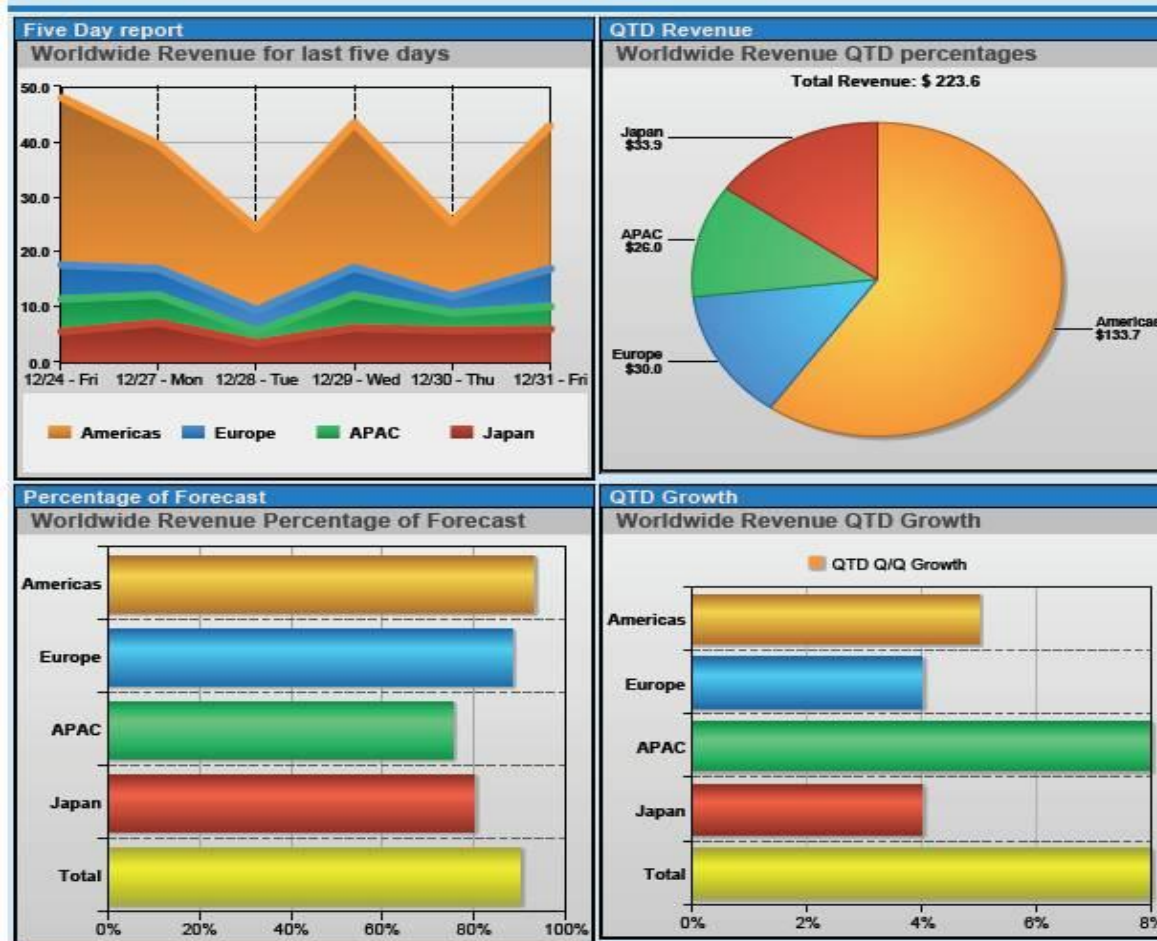 Five Day report
Worldwide Revenue for last five days
50.0
40.0
30.0
20.0
10.0
0.0
12/24 - Fri 12/27 - Mon 12/28 - Tue 12/29 - Wed 12/30 - Thu 12/31 - Fri
Americas Europe APAC Japan
QTD Revenue
Worldwide Revenue QTD percentages
Total Revenue: $ 223.6
Japan
$33.9
APAC
$26.0
Europe
$30.0
Americas
$133.7
Percentage of Forecast
Worldwide Revenue Percentage of Forecast
Americas
Europe
APAC
Japan
Total
0% 20% 40% 60% 80% 100%
QTD Growth
Worldwide Revenue QTD Growth
QTD Q/Q Growth
Americas
Europe
APAC
Japan
Total
0% 2% 4% 6% 8%